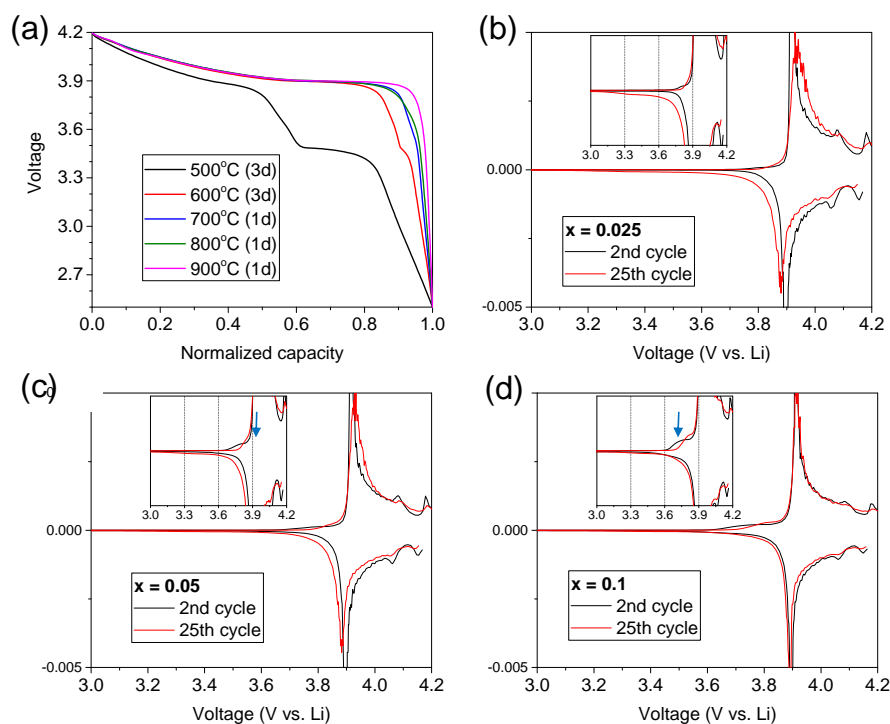 (a)
4.2
3.9
3.6
3.3
3.0
2.7
Voltage
500°C (3d)
600°C (3d)
700°C (1d)
800°C (1d)
900°C (1d)
0.0 0.2 0.4 0.6 0.8 1.0
Normalized capacity
(b)
3.0 3.3 3.6 3.9 4.2
0.000
-0.005
x = 0.025
2nd cycle
25th cycle
3.0 3.2 3.4 3.6 3.8 4.0 4.2
Voltage (V vs. Li)
(c)
0
3.0 3.3 3.6 3.9 4.2
0.000
-0.005
x = 0.05
2nd cycle
25th cycle
3.0 3.2 3.4 3.6 3.8 4.0 4.2
Voltage (V vs. Li)
(d)
3.0 3.3 3.6 3.9 4.2
0.000
-0.005
x = 0.1
2nd cycle
25th cycle
3.0 3.2 3.4 3.6 3.8 4.0 4.2
Voltage (V vs. Li)